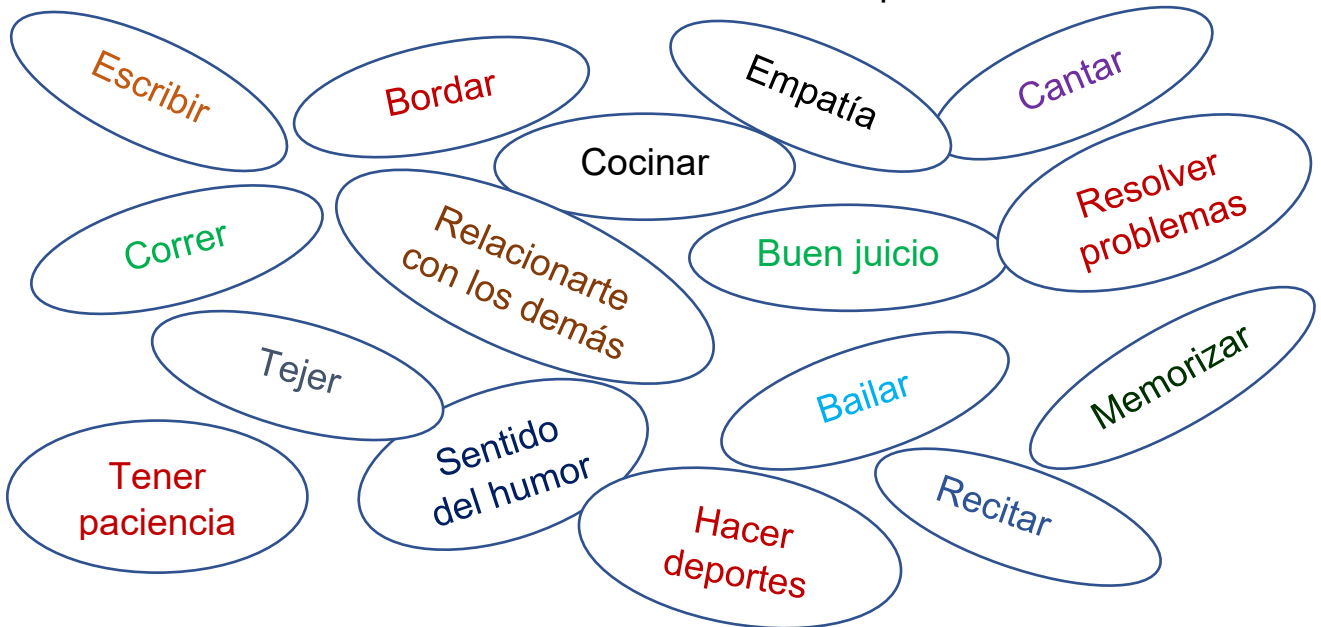 Escribir
Bordar
Empatía
Cantar
Cocinar
Resolver
problemas
Correr
Relacionarte
con los demás
Buen juicio
Tejer
Bailar
Memorizar
Tener
paciencia
Sentido
del humor
Hacer
deportes
Recitar